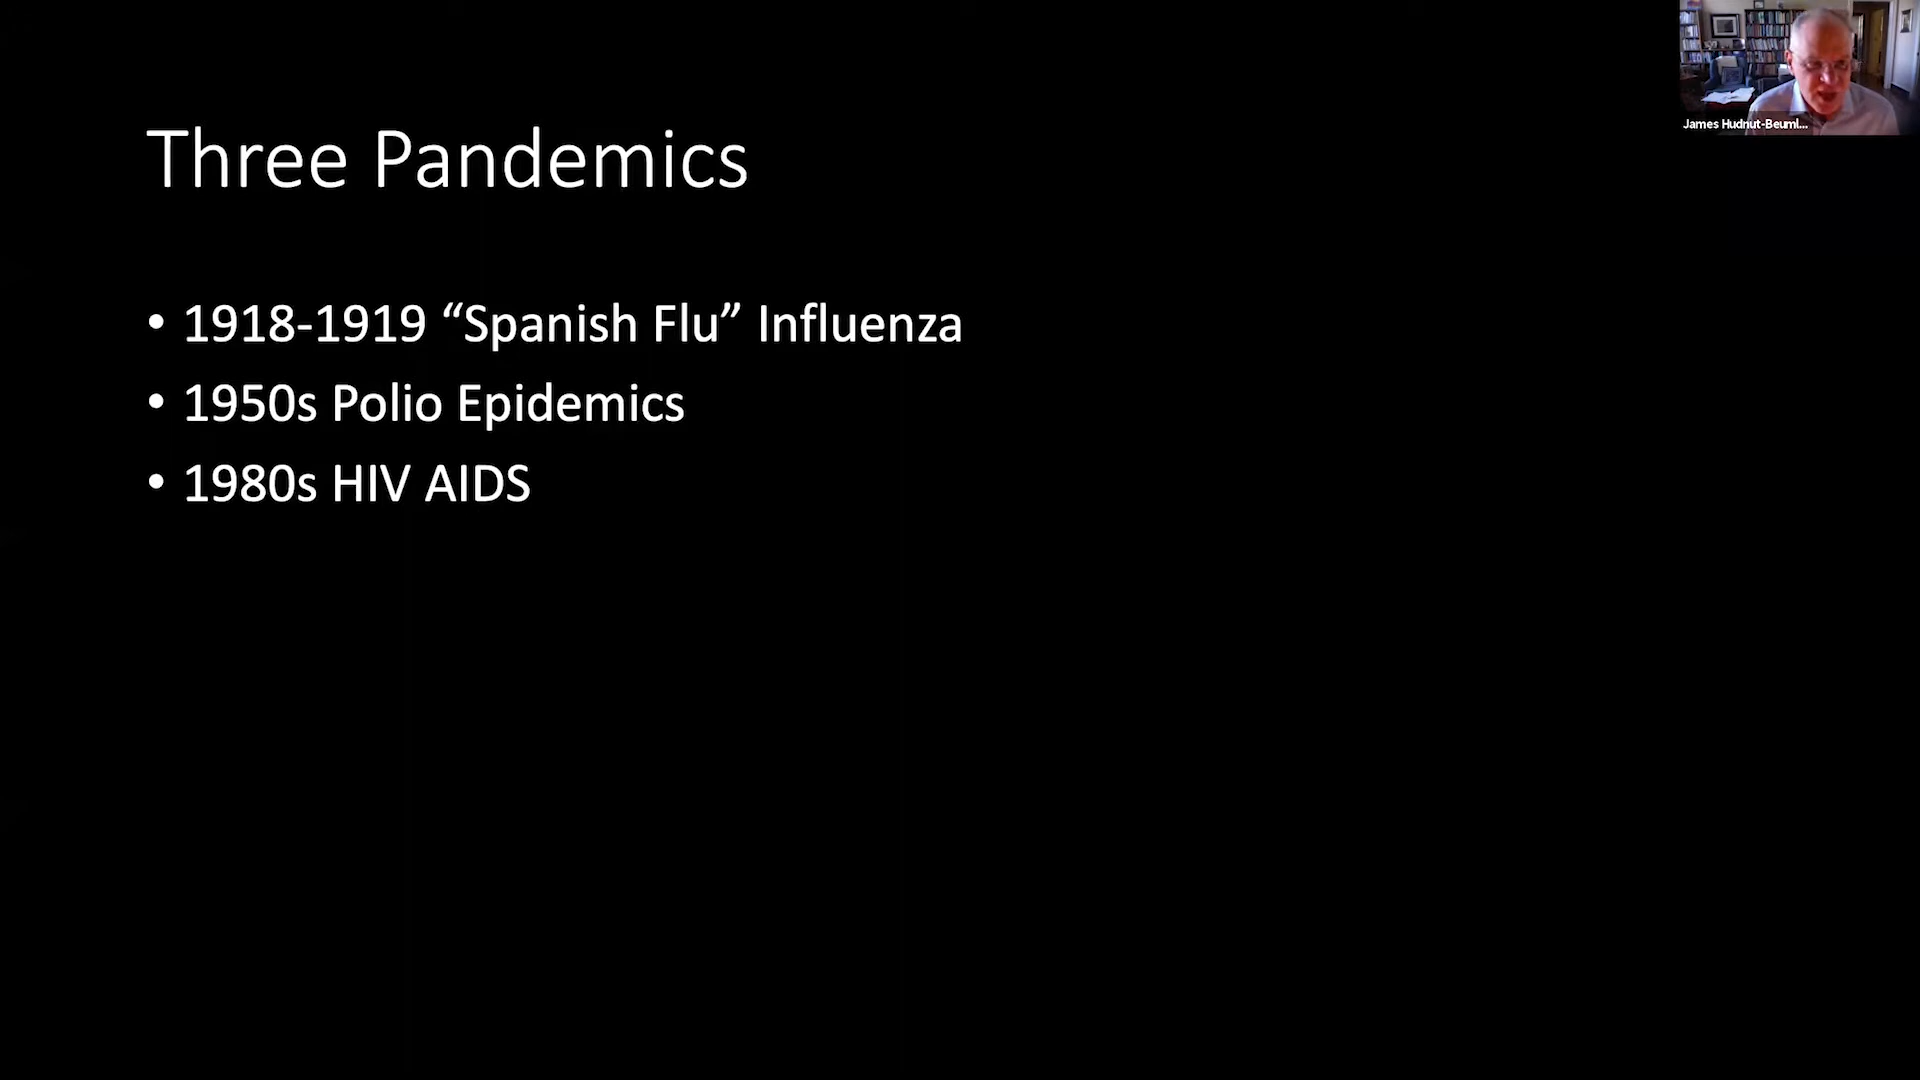 Three Pandemics
• 1918-1919 “Spanish Flu” Influenza
• 1950s Polio Epidemics
• 1980s HIV AIDS
James Hudnut-Beuml...